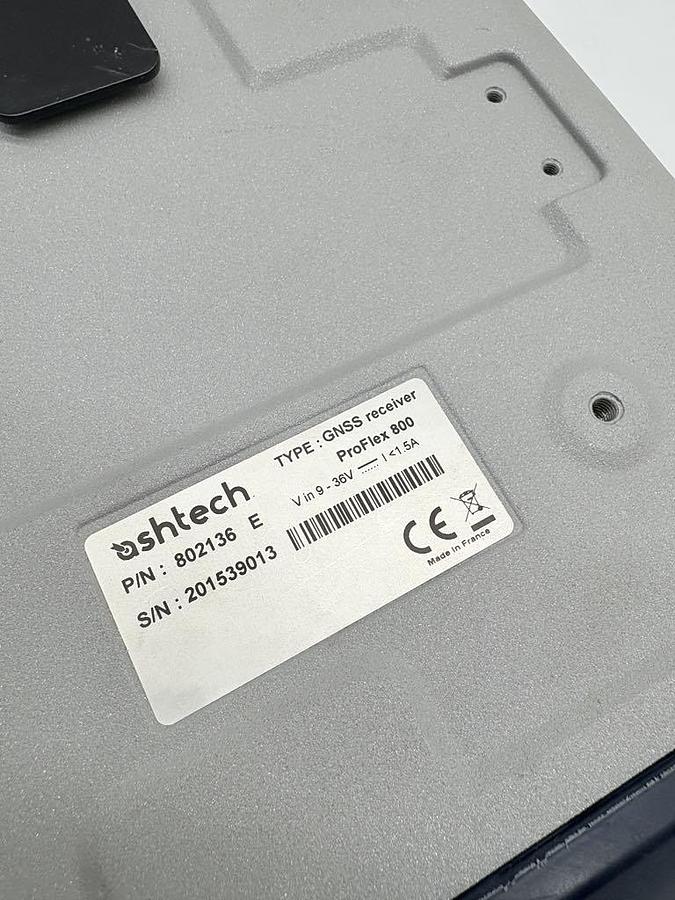 ashtech
TYPE : GNSS receiver
ProFlex 800
P/N : 802136 E
V in 9 - 36V I <1.5A
S/N : 201539013
CE
Made in France